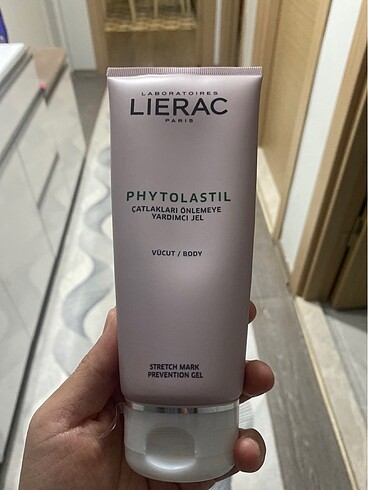 LABORATOIRES
LIERAC
PARIS
PHYTOLASTIL
ÇATLAKLARI ÖNLEMEYE
YARDIMCI JEL
VÜCUT / BODY
STRETCH MARK
PREVENTION GEL